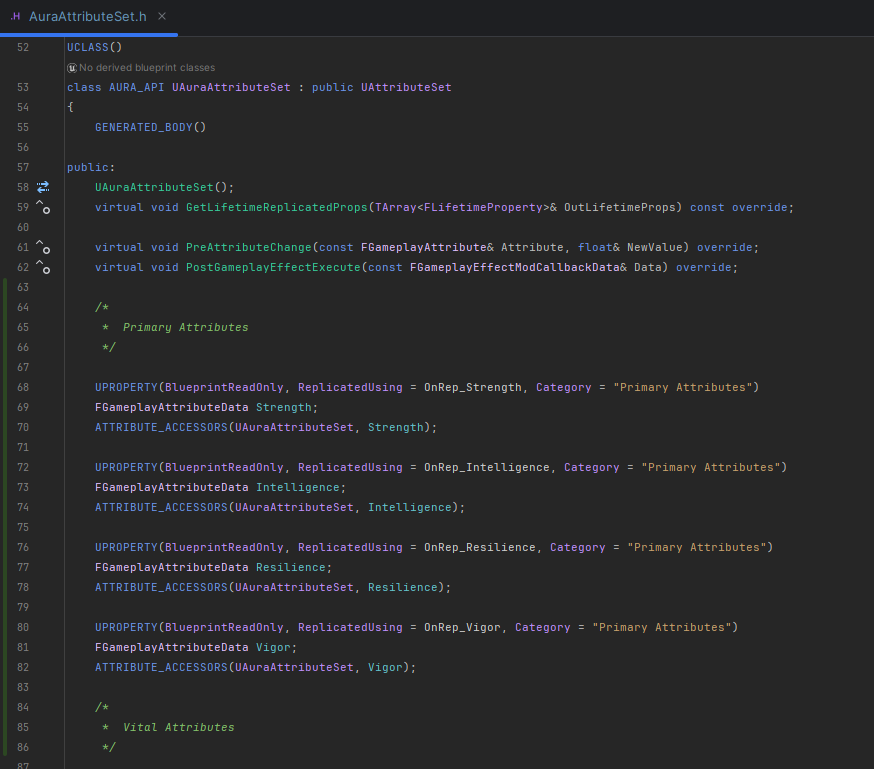 .H AuraAttributeSet.h ×
52 UCLASS()
u No derived blueprint classes
53 class AURA_API UAuraAttributeSet : public UAttributeSet
54 {
55 GENERATED_BODY()
56
57 public:
58 UAuraAttributeSet();
59 virtual void GetLifetimeReplicatedProps(TArray<FLifetimeProperty>& OutLifetimeProps) const override;
60
61 virtual void PreAttributeChange(const FGameplayAttribute& Attribute, float& NewValue) override;
62 virtual void PostGameplayEffectExecute(const FGameplayEffectModCallbackData& Data) override;
63
64 /*
65 * Primary Attributes
66 */
67
68 UPROPERTY(BlueprintReadOnly, ReplicatedUsing = OnRep_Strength, Category = "Primary Attributes")
69 FGameplayAttributeData Strength;
70 ATTRIBUTE_ACCESSORS(UAuraAttributeSet, Strength);
71
72 UPROPERTY(BlueprintReadOnly, ReplicatedUsing = OnRep_Intelligence, Category = "Primary Attributes")
73 FGameplayAttributeData Intelligence;
74 ATTRIBUTE_ACCESSORS(UAuraAttributeSet, Intelligence);
75
76 UPROPERTY(BlueprintReadOnly, ReplicatedUsing = OnRep_Resilience, Category = "Primary Attributes")
77 FGameplayAttributeData Resilience;
78 ATTRIBUTE_ACCESSORS(UAuraAttributeSet, Resilience);
79
80 UPROPERTY(BlueprintReadOnly, ReplicatedUsing = OnRep_Vigor, Category = "Primary Attributes")
81 FGameplayAttributeData Vigor;
82 ATTRIBUTE_ACCESSORS(UAuraAttributeSet, Vigor);
83
84 /*
85 * Vital Attributes
86 */
87